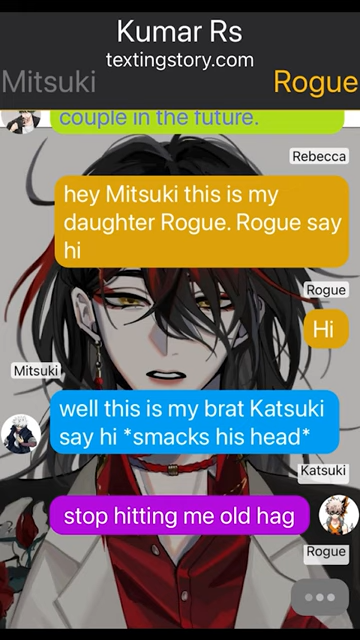 Kumar Rs
textingstory.com
Mitsuki Rogue
couple in the future.
Rebecca
hey Mitsuki this is my
daughter Rogue. Rogue say
hi
Rogue
Hi
Mitsuki
well this is my brat Katsuki
say hi *smacks his head*
Katsuki
stop hitting me old hag
Rogue